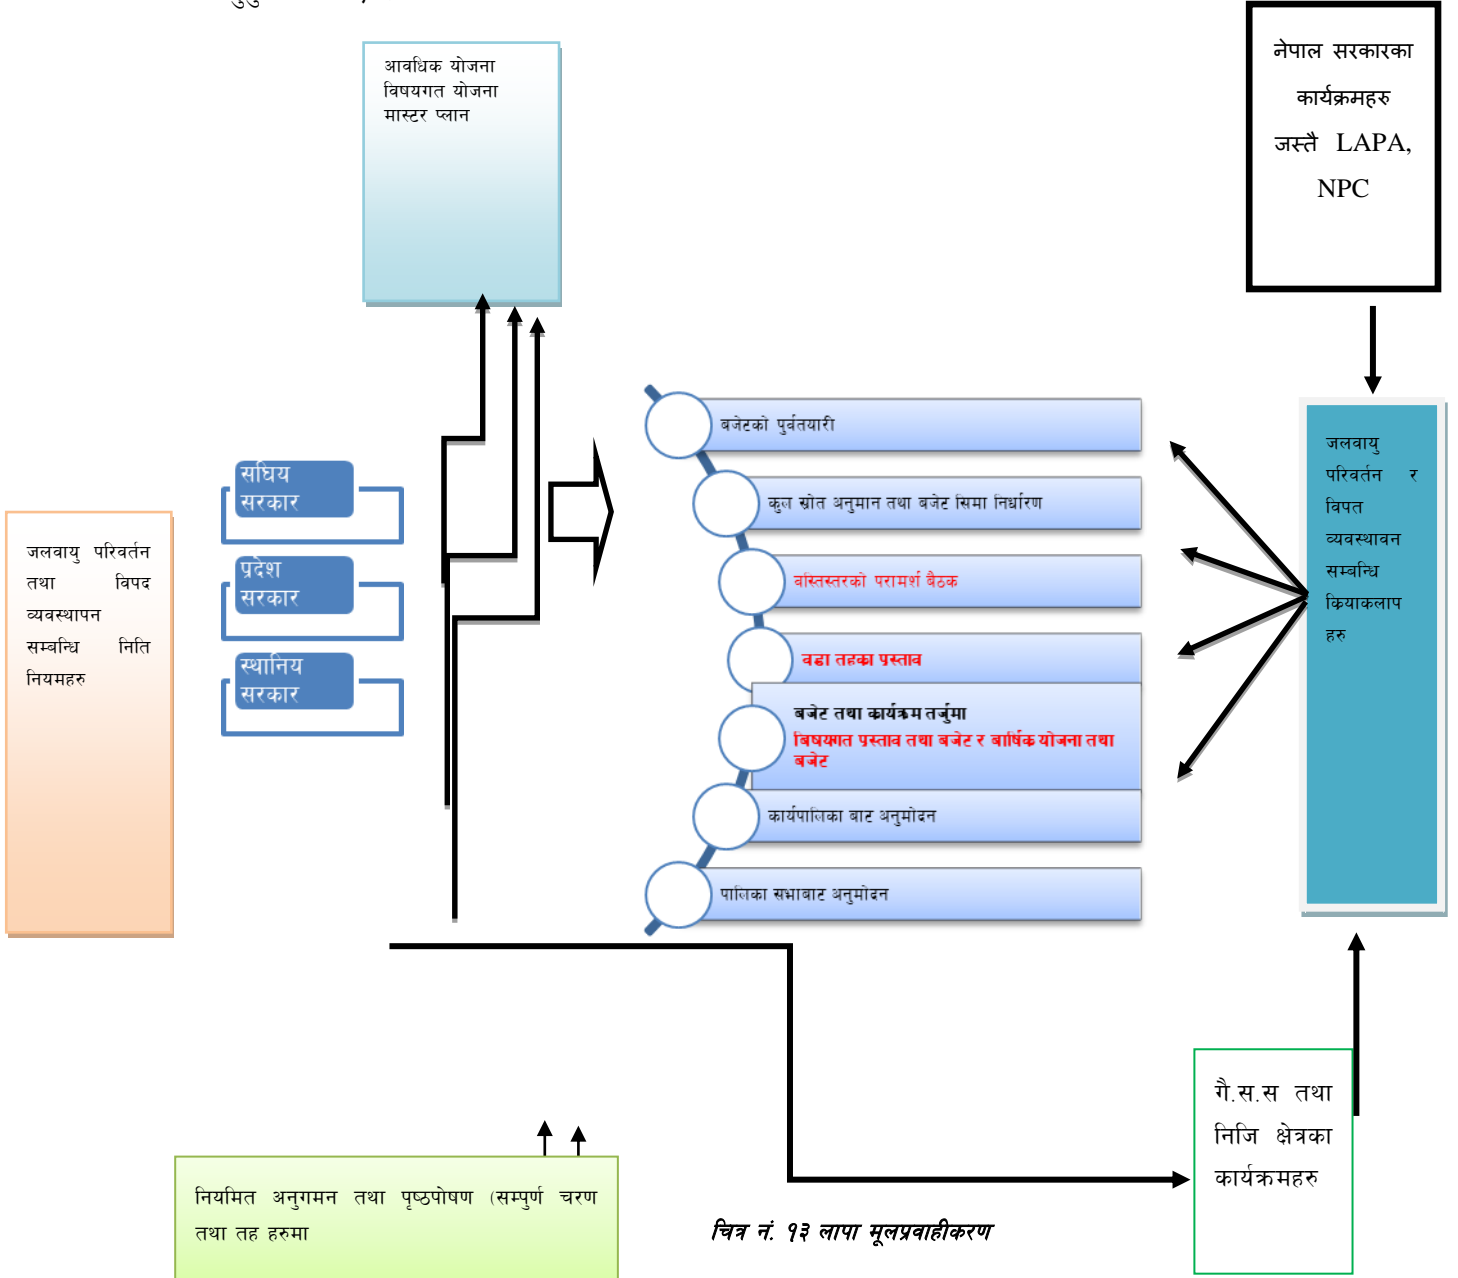 आवधिक योजना
विषयगत योजना
मास्टर प्लान
नेपाल सरकारका
कार्यक्रमहरु
जस्तै LAPA,
NPC
जलवायु परिवर्तन
तथा विपद
व्यवस्थापन
सम्बन्धि निति
नियमहरु
सघिय
सरकार
प्रदेश
सरकार
स्थानिय
सरकार
बजेटको पुर्वतयारी
कुल स्रोत अनुमान तथा बजेट सिमा निर्धारण
वस्तिस्तरको परामर्श बैठक
वडा तहका प्रस्ताव
बजेट तथा कार्यक्रम तर्जुमा
बिषयगत प्रस्ताव तथा बजेट र बार्षिक योजना तथा
बजेट
कार्यपालिका बाट अनुमोदन
पालिका सभाबाट अनुमोदन
जलवायु
परिवर्तन र
विपत
व्यवस्थावन
सम्बन्धि
क्रियाकलाप
हरु
गै.स.स तथा
निजि क्षेत्रका
कार्यक्रमहरु
नियमित अनुगमन तथा पृष्ठपोषण (सम्पुर्ण चरण
तथा तह हरुमा
चित्र नं. १३ लापा मूलप्रवाहीकरण